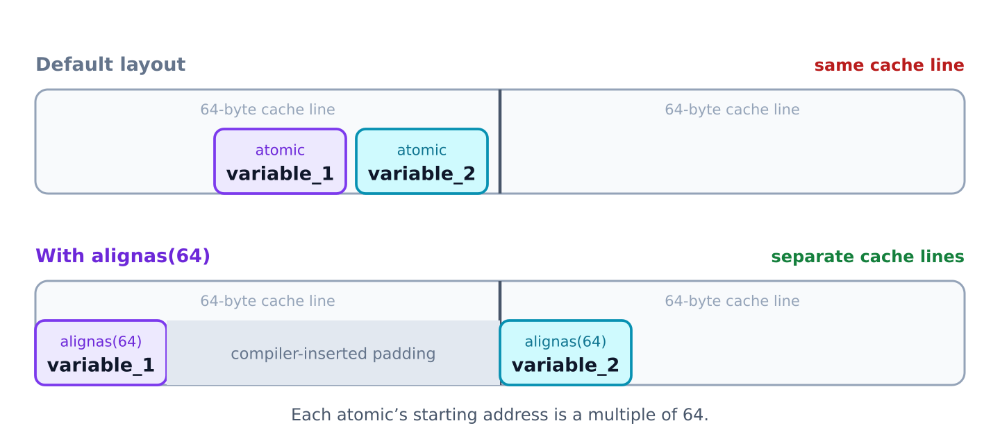 Default layout
same cache line
64-byte cache line
64-byte cache line
atomic
variable_1
atomic
variable_2
With alignas(64)
separate cache lines
64-byte cache line
64-byte cache line
alignas(64)
variable_1
compiler-inserted padding
alignas(64)
variable_2
Each atomic’s starting address is a multiple of 64.